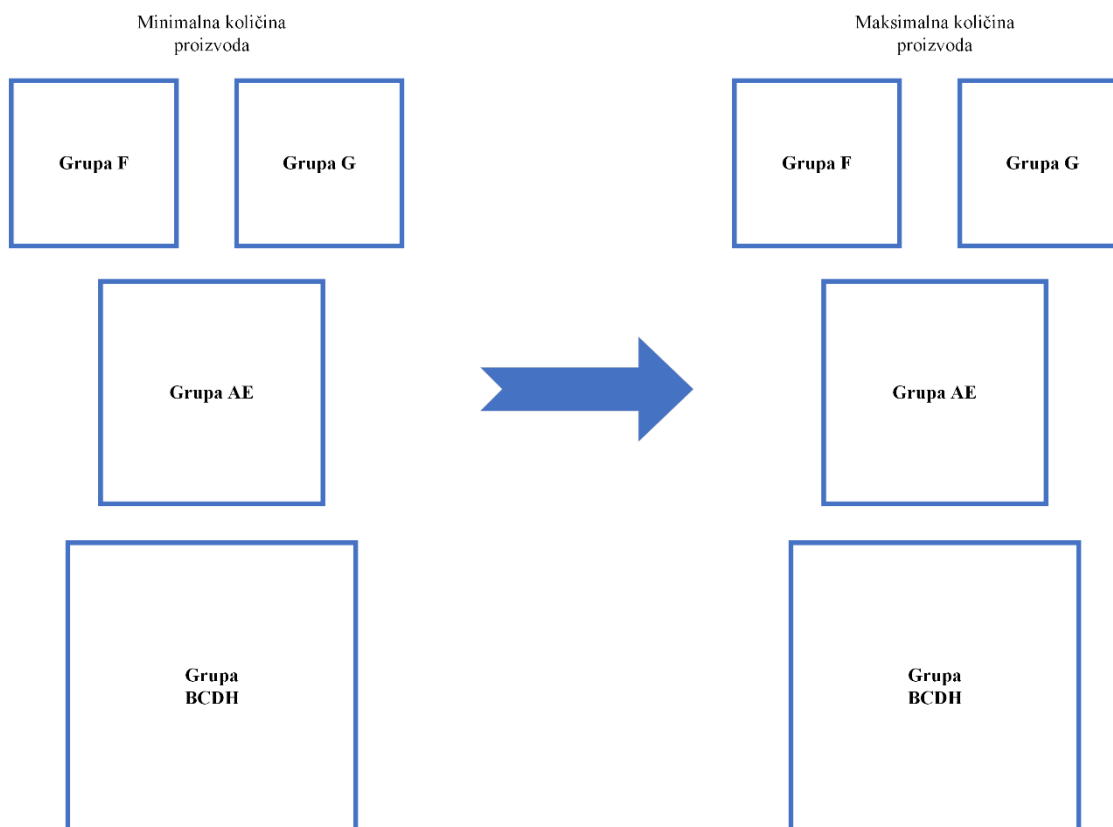 Minimalna količina
proizvoda
Maksimalna količina
proizvoda
Grupa F
Grupa G
Grupa F
Grupa G
Grupa AE
Grupa AE
Grupa
BCDH
Grupa
BCDH